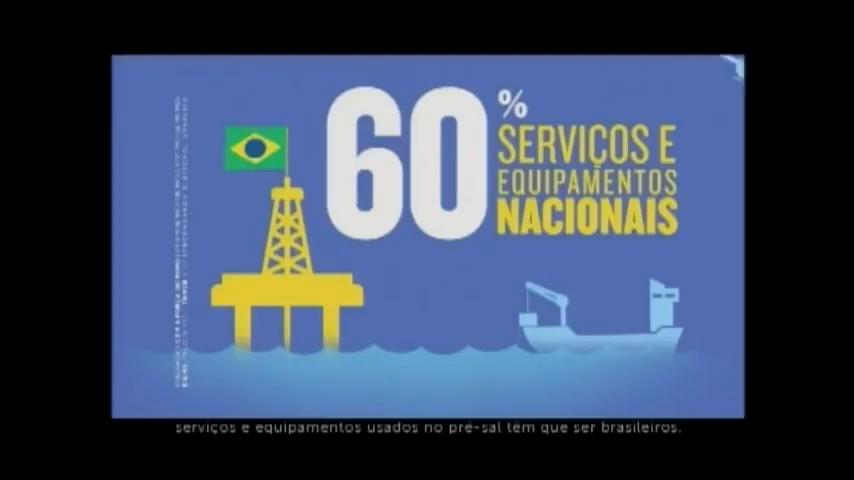 60%
SERVIÇOS E
EQUIPAMENTOS
NACIONAIS
serviços e equipamentos usados no pré-sal têm que ser brasileiros.